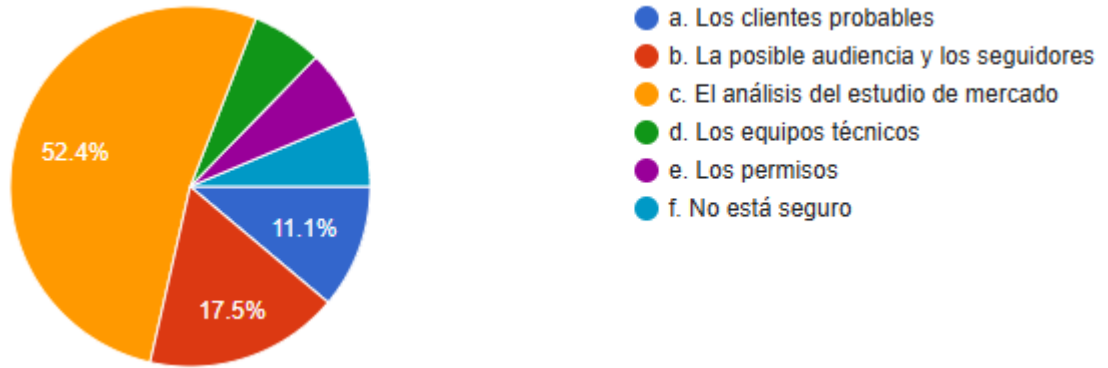 a. Los clientes probables
b. La posible audiencia y los seguidores
c. El análisis del estudio de mercado
d. Los equipos técnicos
e. Los permisos
f. No está seguro
52.4%
11.1%
17.5%